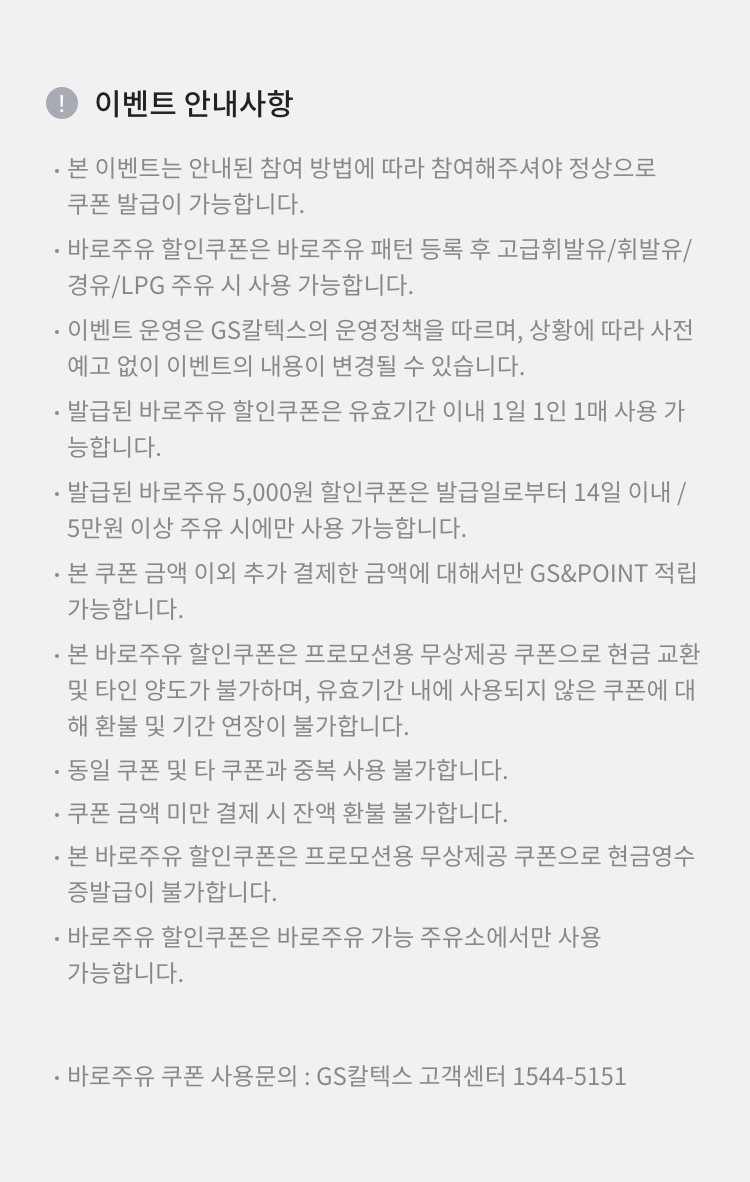 ! 이벤트 안내사항
· 본 이벤트는 안내된 참여 방법에 따라 참여해주셔야 정상으로
쿠폰 발급이 가능합니다.
· 바로주유 할인쿠폰은 바로주유 패턴 등록 후 고급휘발유/휘발유/
경유/LPG 주유 시 사용 가능합니다.
· 이벤트 운영은 GS칼텍스의 운영정책을 따르며, 상황에 따라 사전
예고 없이 이벤트의 내용이 변경될 수 있습니다.
· 발급된 바로주유 할인쿠폰은 유효기간 이내 1일 1인 1매 사용 가
능합니다.
· 발급된 바로주유 5,000원 할인쿠폰은 발급일로부터 14일 이내 /
5만원 이상 주유 시에만 사용 가능합니다.
· 본 쿠폰 금액 이외 추가 결제한 금액에 대해서만 GS&POINT 적립
가능합니다.
· 본 바로주유 할인쿠폰은 프로모션용 무상제공 쿠폰으로 현금 교환
및 타인 양도가 불가하며, 유효기간 내에 사용되지 않은 쿠폰에 대
해 환불 및 기간 연장이 불가합니다.
· 동일 쿠폰 및 타 쿠폰과 중복 사용 불가합니다.
· 쿠폰 금액 미만 결제 시 잔액 환불 불가합니다.
· 본 바로주유 할인쿠폰은 프로모션용 무상제공 쿠폰으로 현금영수
증발급이 불가합니다.
· 바로주유 할인쿠폰은 바로주유 가능 주유소에서만 사용
가능합니다.
· 바로주유 쿠폰 사용문의 : GS칼텍스 고객센터 1544-5151